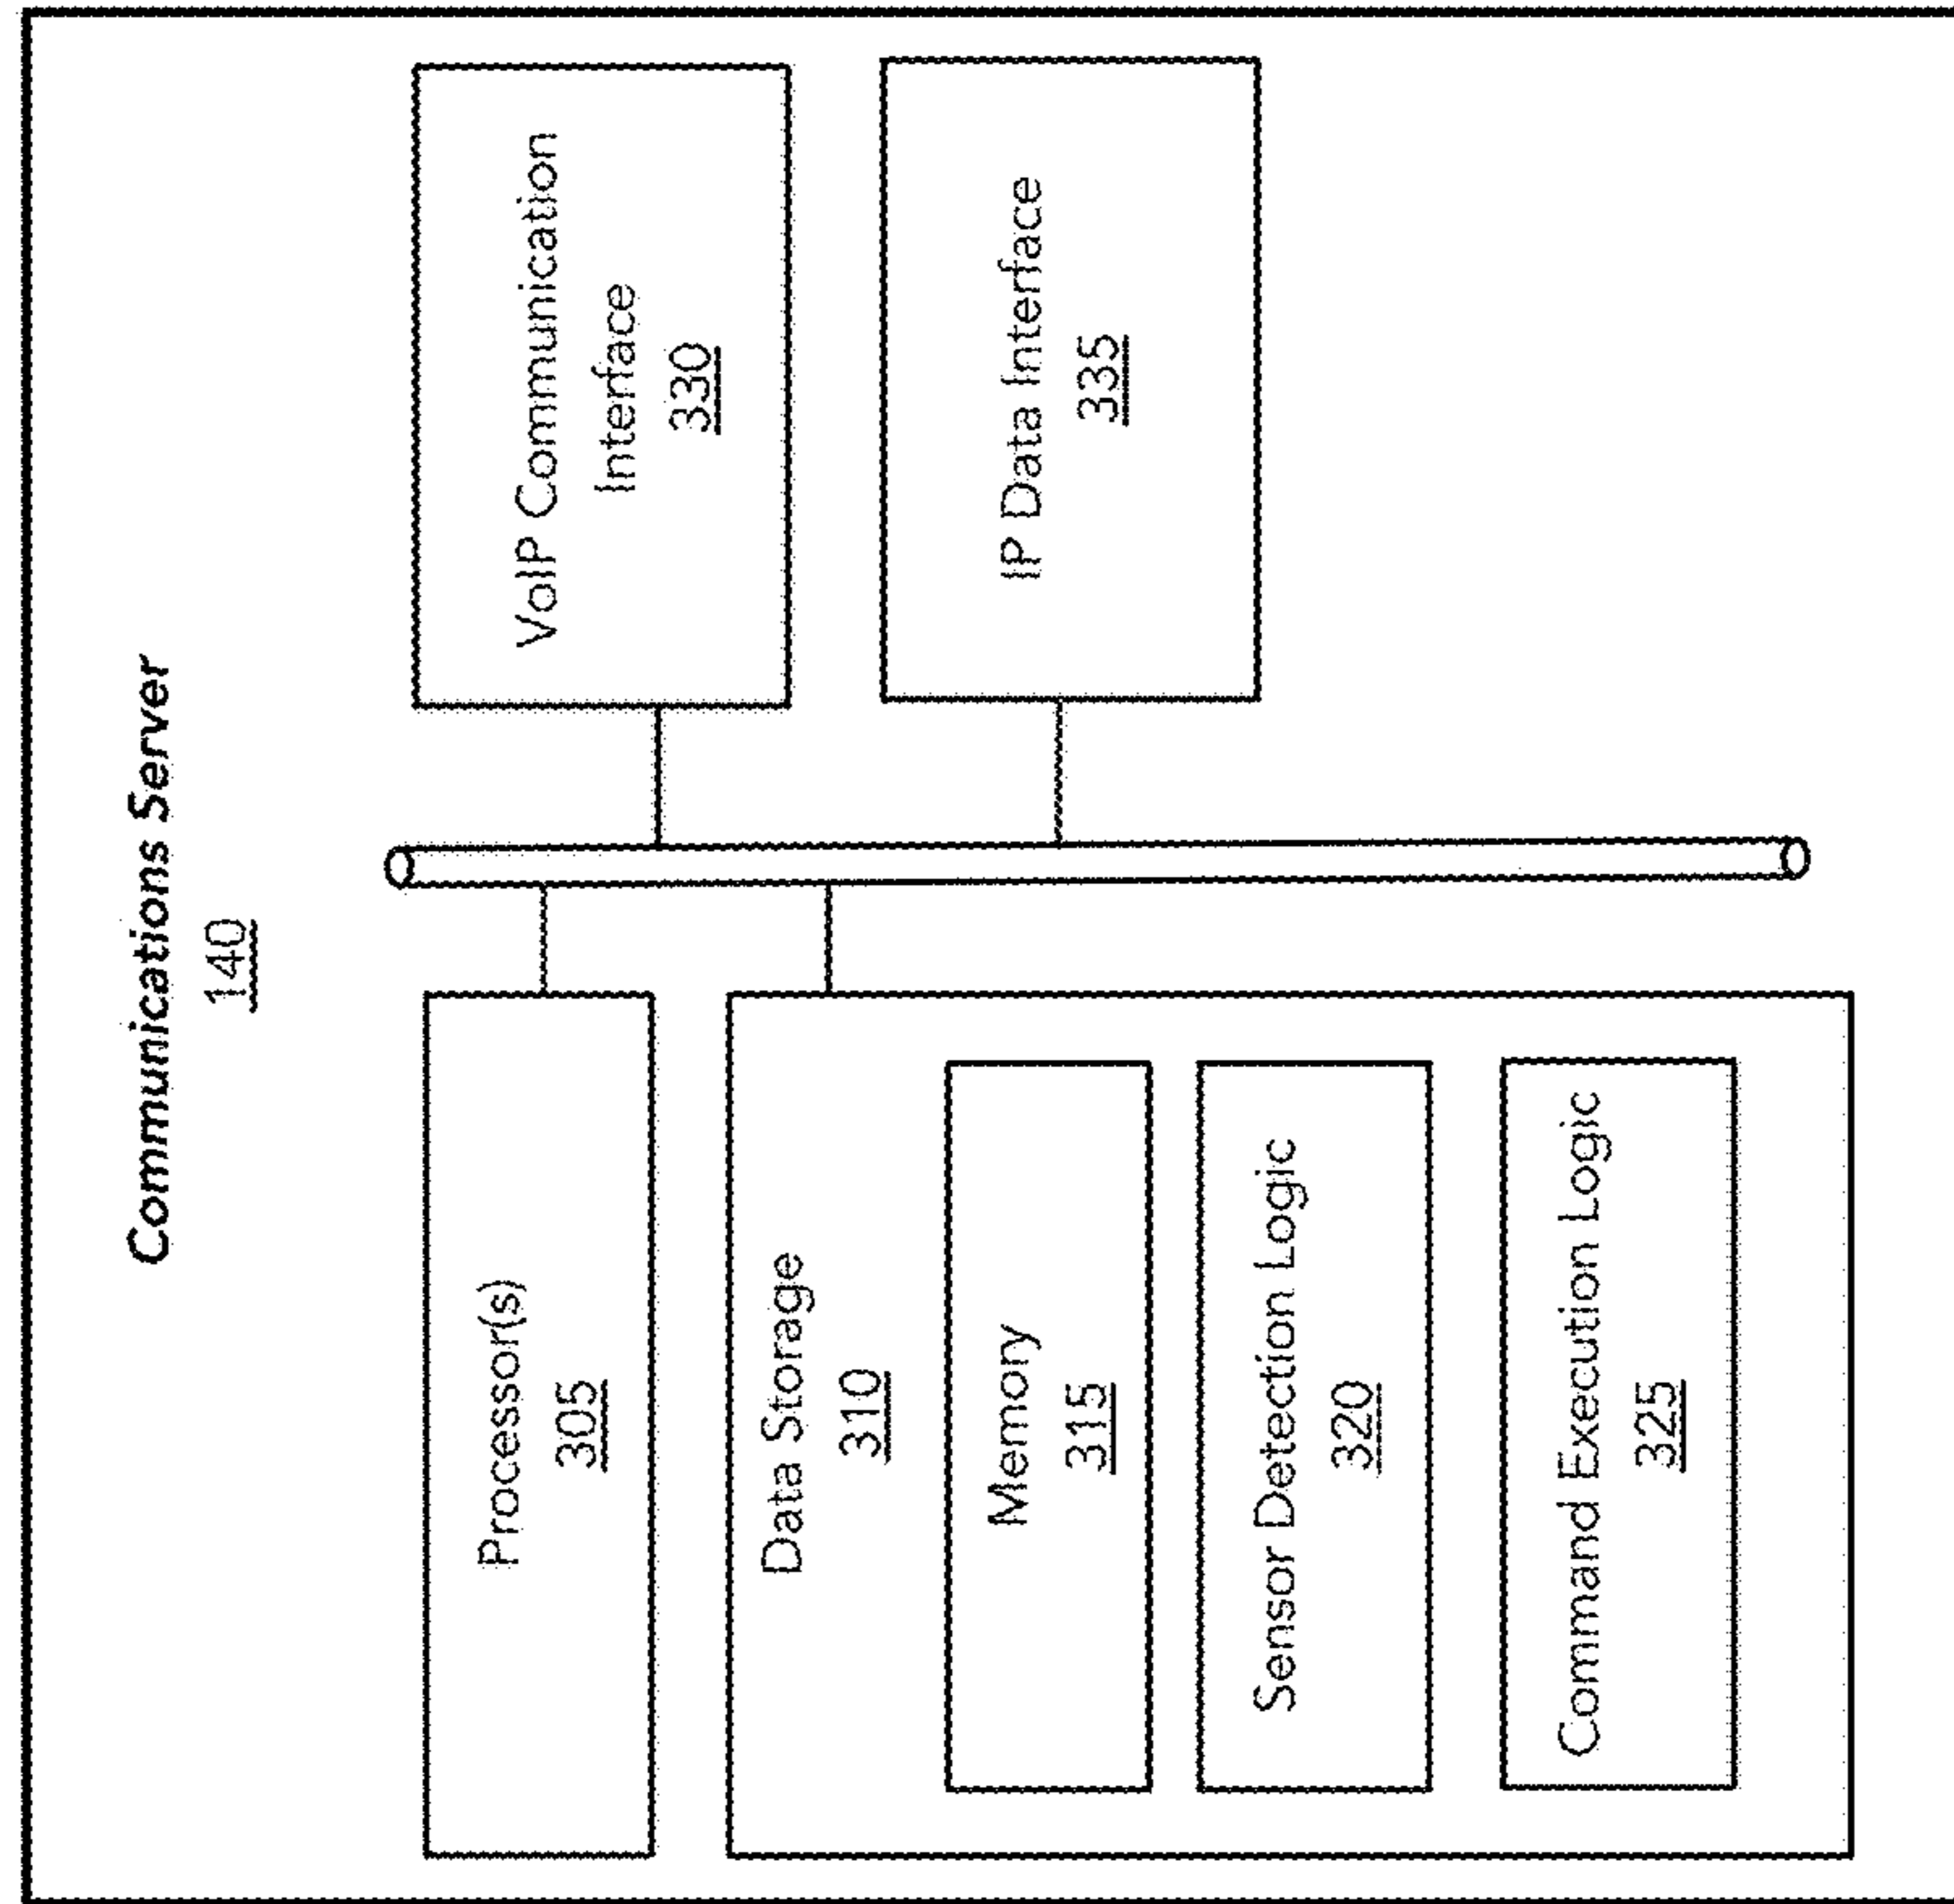 Communications Server
140
Processor(s)
305
Data Storage
310
Memory
315
Sensor Detection Logic
320
Command Execution Logic
325
VoIP Communication
Interface
330
IP Data Interface
335